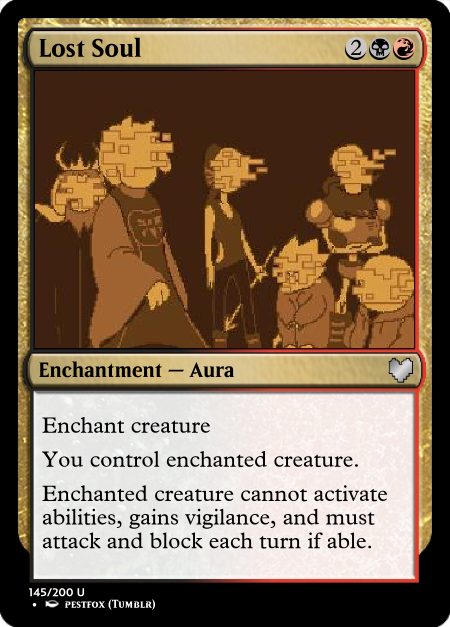 Lost Soul 2
Enchantment — Aura
Enchant creature
You control enchanted creature.
Enchanted creature cannot activate
abilities, gains vigilance, and must
attack and block each turn if able.
145/200 U
• PESTFOX (TUMBLR)